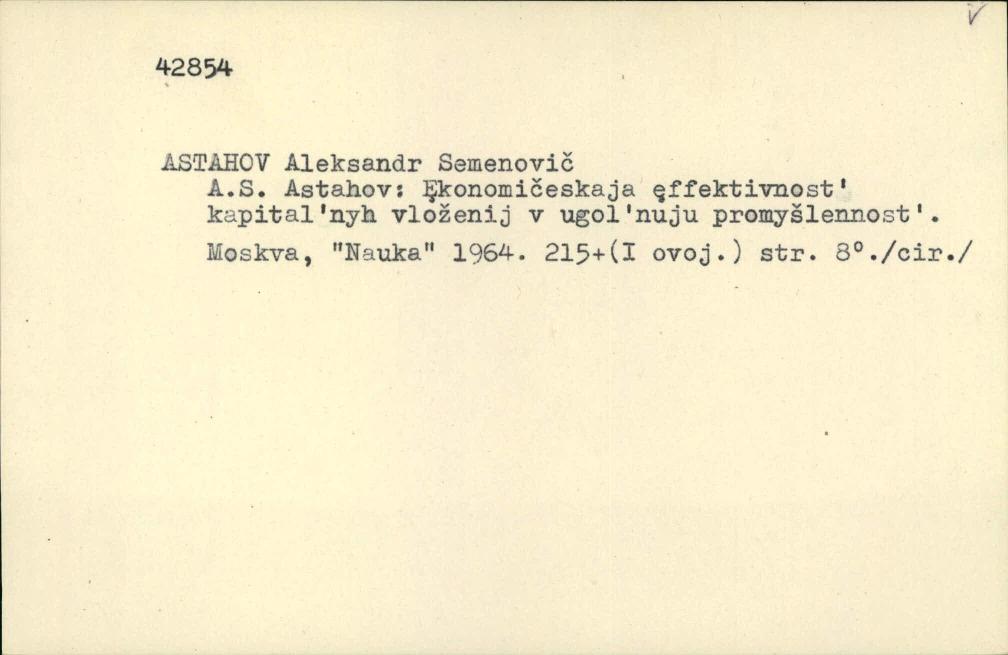 42854
ASTAHOV Aleksandr Semenovič
A.S. Astahov: Ękonomičeskaja ęffektivnost'
kapital'nyh vloženij v ugol'nuju promyšlennost'.
Moskva, "Nauka" 1964. 215+(I ovoj.) str. 8°./cir./